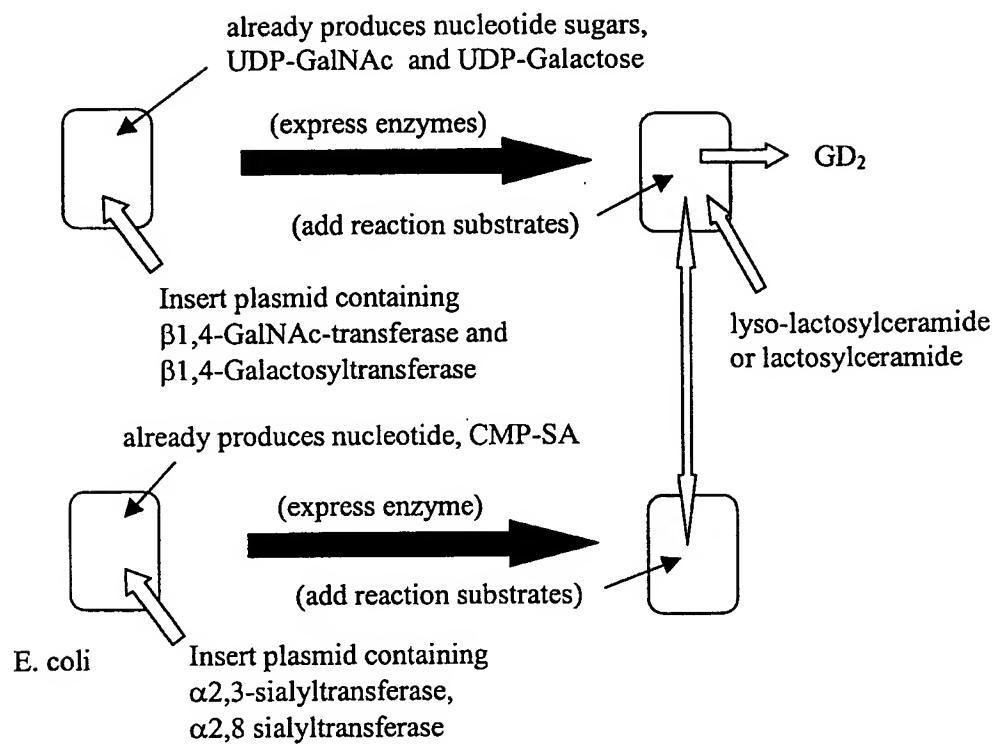 already produces nucleotide sugars,
UDP-GalNAc and UDP-Galactose
(express enzymes)
GD₂
(add reaction substrates)
Insert plasmid containing
β1,4-GalNAc-transferase and
β1,4-Galactosyltransferase
lyso-lactosylceramide
or lactosylceramide
already produces nucleotide, CMP-SA
(express enzyme)
(add reaction substrates)
E. coli
Insert plasmid containing
α2,3-sialyltransferase,
α2,8 sialyltransferase